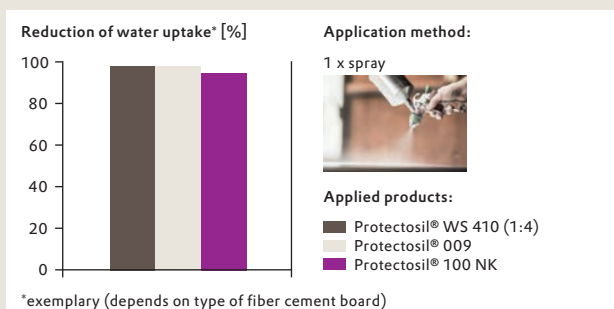 Reduction of water uptake* [%]
100
80
60
40
20
0
Application method:
1 x spray
Applied products:
Protectosil® WS 410 (1:4)
Protectosil® 009
Protectosil® 100 NK
*exemplary (depends on type of fiber cement board)